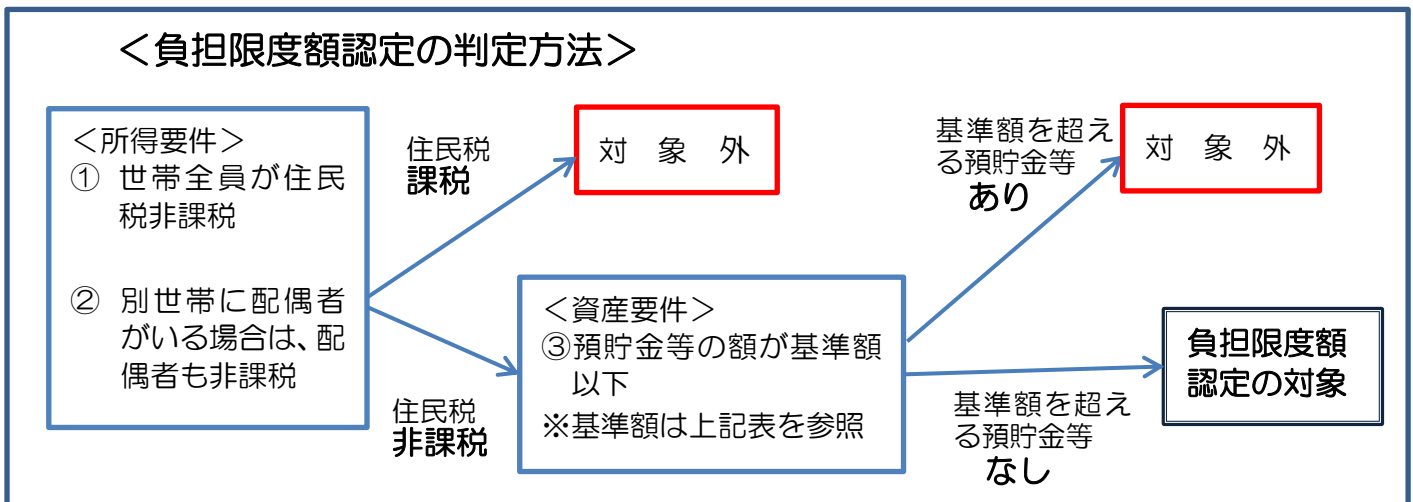 ＜負担限度額認定の判定方法＞
＜所得要件＞
① 世帯全員が住民
税非課税
② 別世帯に配偶者
がいる場合は、配
偶者も非課税
住民税
課税
対 象 外
住民税
非課税
＜資産要件＞
③預貯金等の額が基準額
以下
※基準額は上記表を参照
基準額を超え
る預貯金等
あり
対 象 外
基準額を超え
る預貯金等
なし
負担限度額
認定の対象